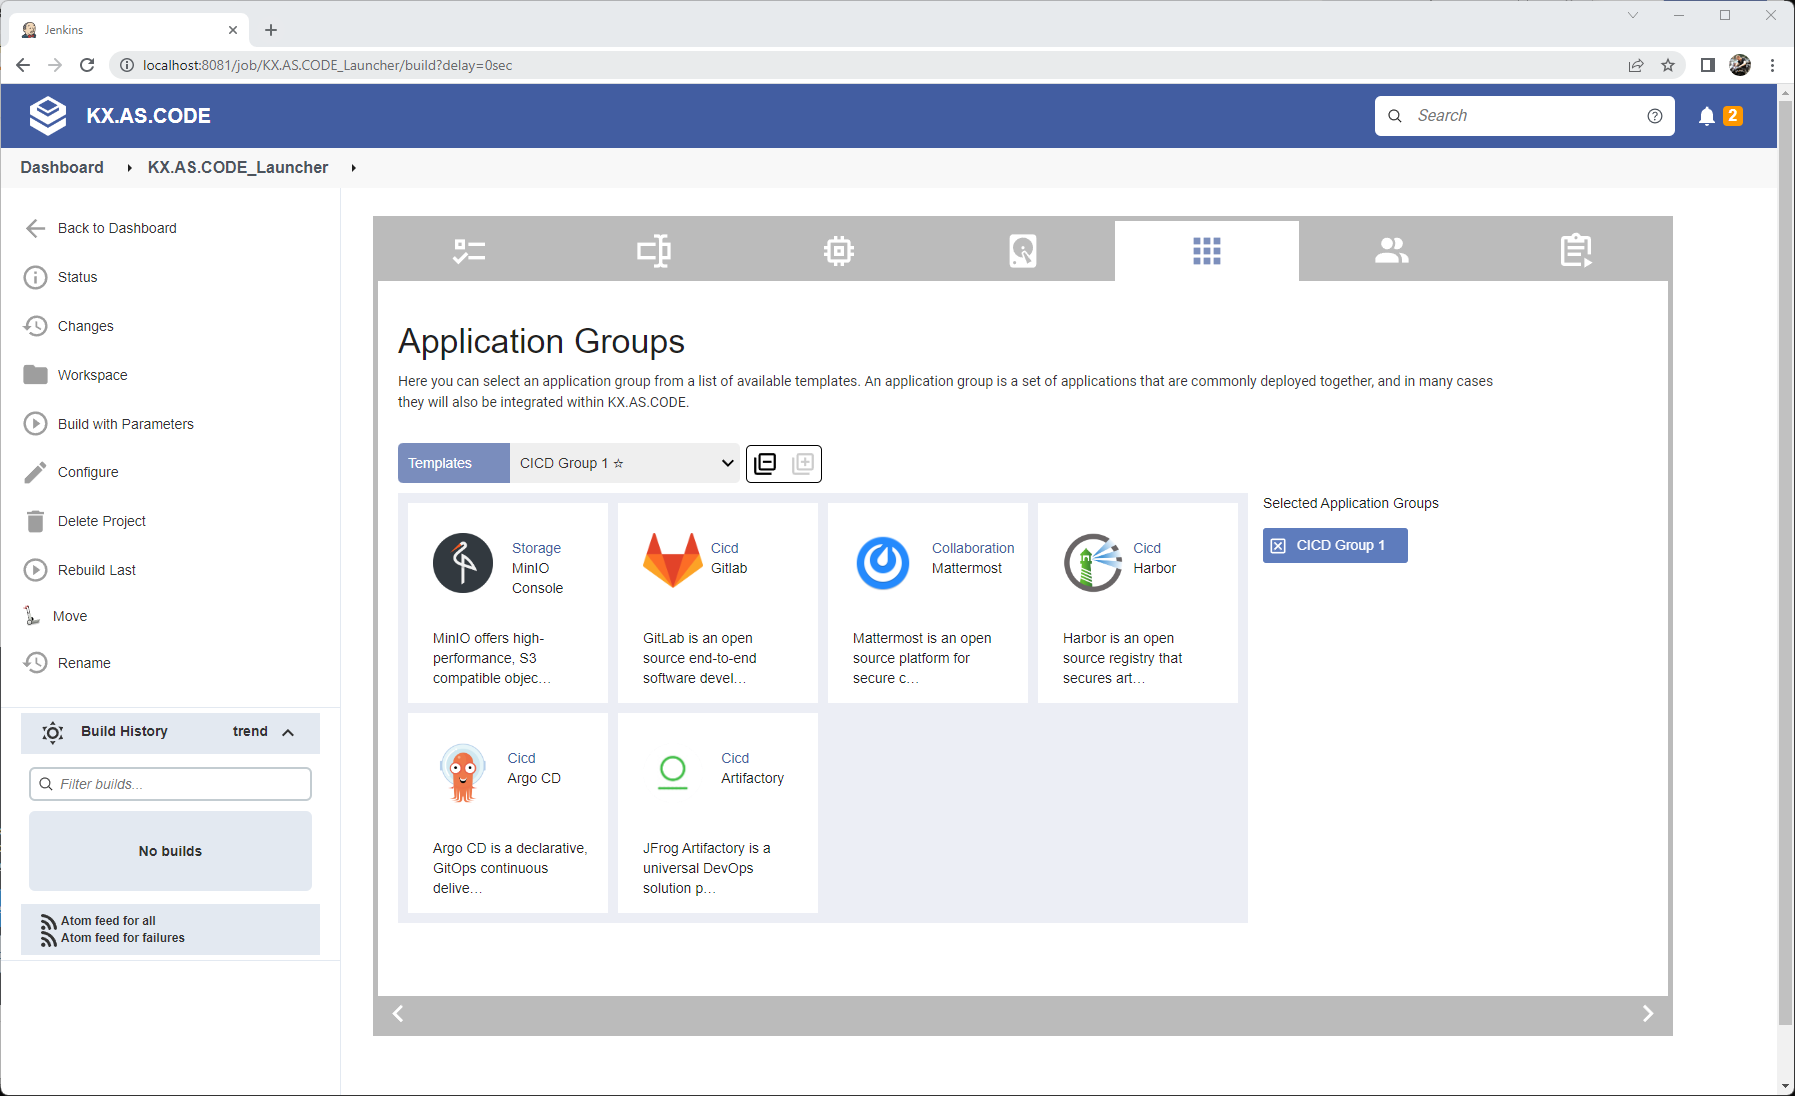 Jenkins
localhost:8081/job/KX.AS.CODE_Launcher/build?delay=0sec
KX.AS.CODE
Search
2
Dashboard
KX.AS.CODE_Launcher
Back to Dashboard
Status
Changes
Workspace
Build with Parameters
Configure
Delete Project
Rebuild Last
Move
Rename
Build History
trend
Filter builds...
No builds
Atom feed for all
Atom feed for failures
Application Groups
Here you can select an application group from a list of available templates. An application group is a set of applications that are commonly deployed together, and in many cases
they will also be integrated within KX.AS.CODE.
Templates
CICD Group 1 ☆
Storage
MinIO
Console
MinIO offers high-
performance, S3
compatible objec...
Cicd
Gitlab
GitLab is an open
source end-to-end
software devel...
Collaboration
Mattermost
Mattermost is an open
source platform for
secure c...
Cicd
Harbor
Harbor is an open
source registry that
secures art...
Cicd
Argo CD
Argo CD is a declarative,
GitOps continuous
delive...
Cicd
Artifactory
JFrog Artifactory is a
universal DevOps
solution p...
Selected Application Groups
CICD Group 1